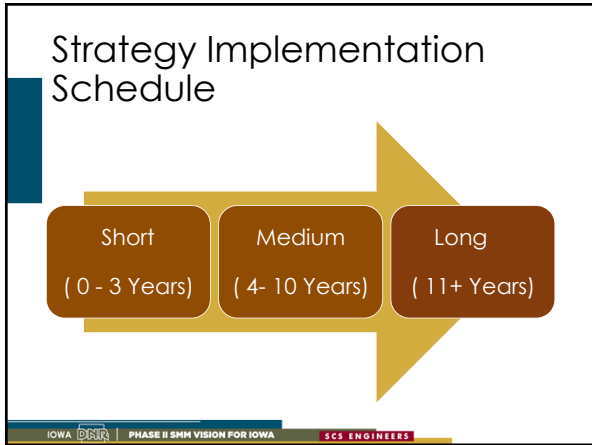 Strategy Implementation
Schedule
Short
( 0 - 3 Years)
Medium
( 4- 10 Years)
Long
( 11+ Years)
IOWA DNR | PHASE II SMM VISION FOR IOWA SCS ENGINEERS